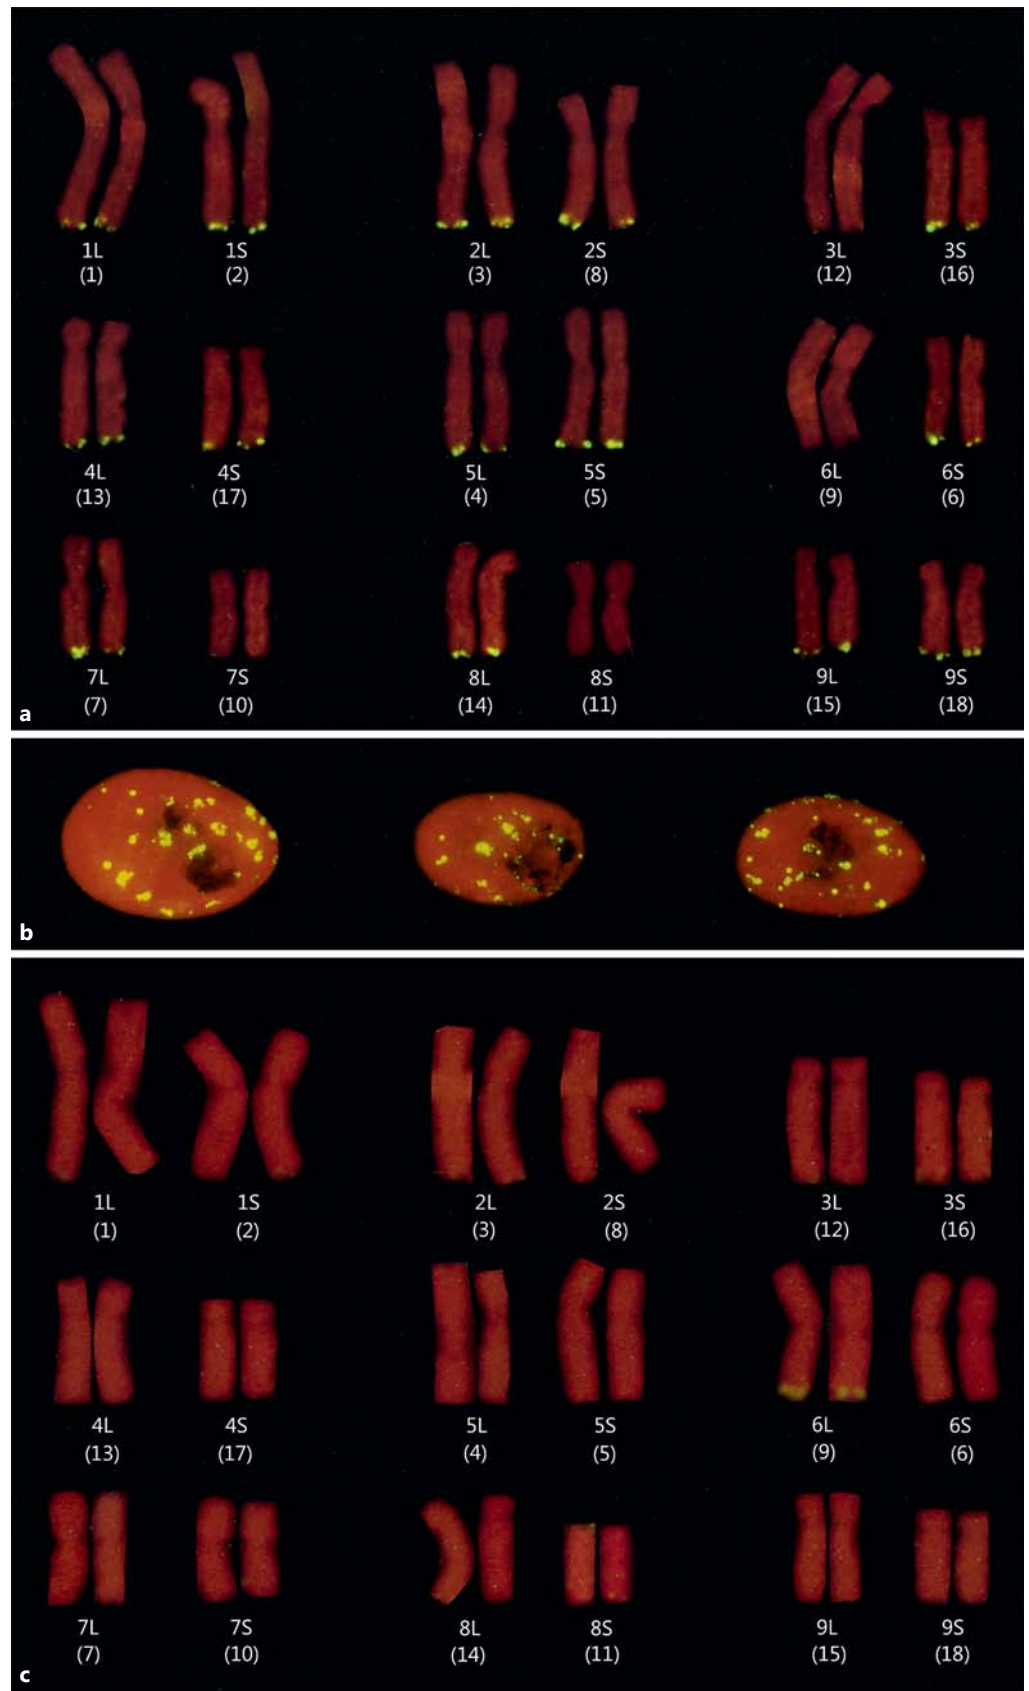 1L 1S 2L 2S 3L 3S
(1) (2) (3) (8) (12) (16)
4L 4S 5L 5S 6L 6S
(13) (17) (4) (5) (9) (6)
7L 7S 8L 8S 9L 9S
(7) (10) (14) (11) (15) (18)
a
b
1L 1S 2L 2S 3L 3S
(1) (2) (3) (8) (12) (16)
4L 4S 5L 5S 6L 6S
(13) (17) (4) (5) (9) (6)
7L 7S 8L 8S 9L 9S
(7) (10) (14) (11) (15) (18)
c